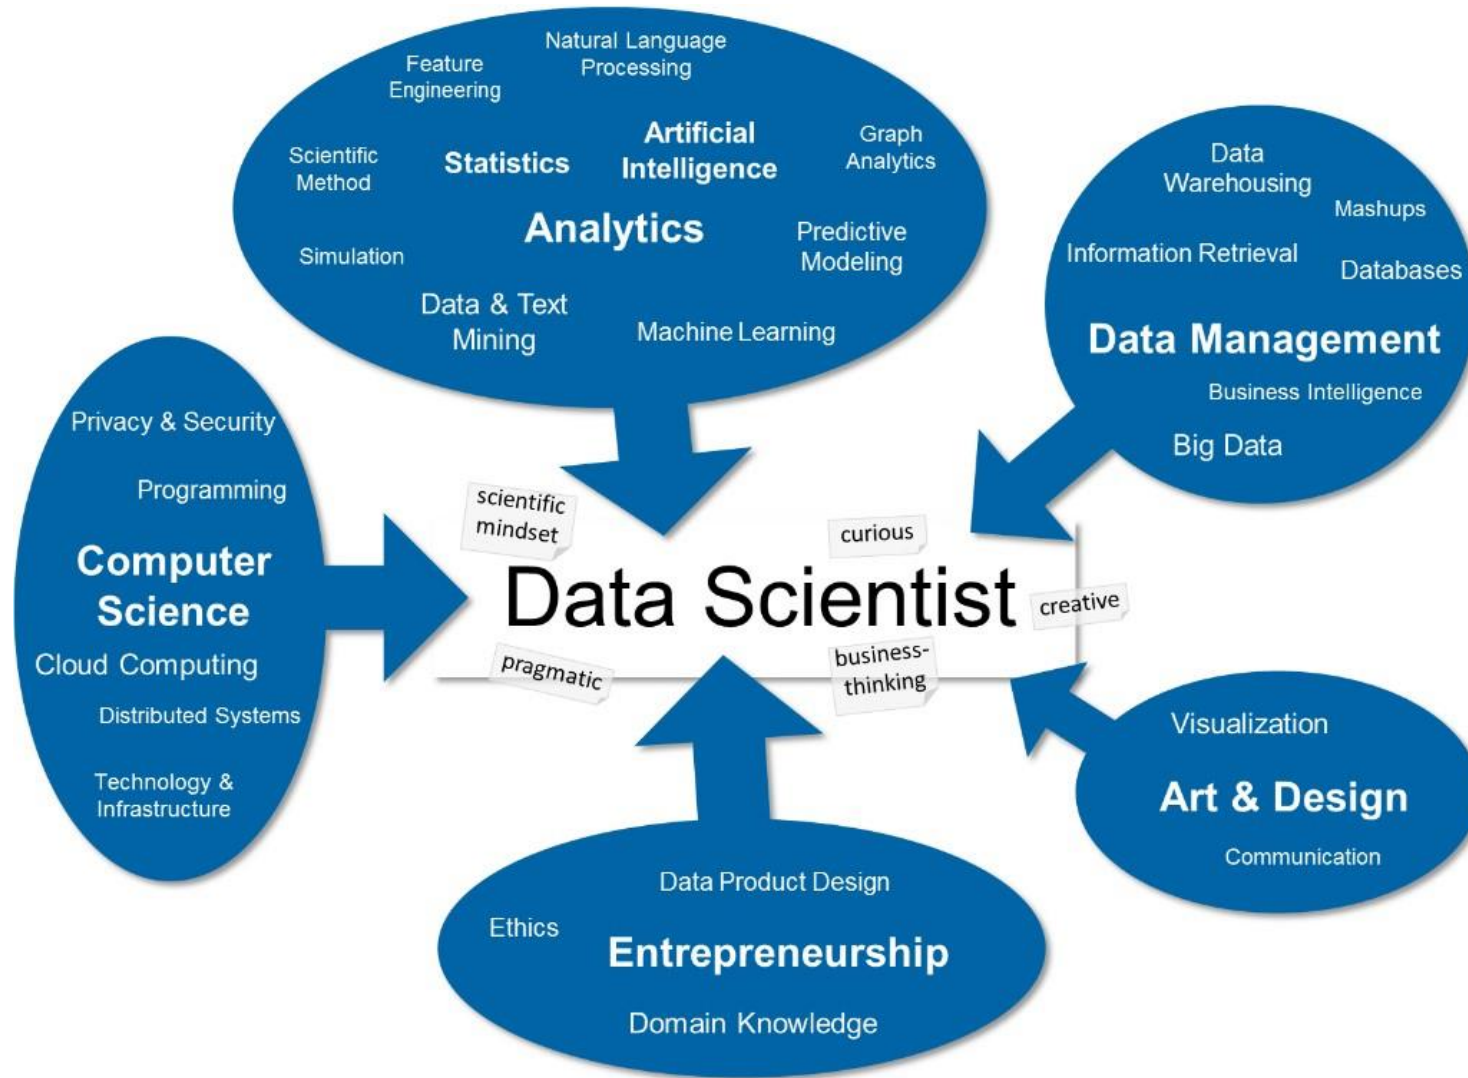 Natural Language
Processing
Feature
Engineering
Artificial
Intelligence
Graph
Analytics
Statistics
Scientific
Method
Analytics
Predictive
Modeling
Simulation
Data & Text
Mining
Machine Learning
Data
Warehousing
Mashups
Information Retrieval
Databases
Data Management
Business Intelligence
Big Data
Privacy & Security
Programming
Computer
Science
Cloud Computing
Distributed Systems
Technology &
Infrastructure
scientific
mindset
curious
Data Scientist
creative
pragmatic
business-
thinking
Visualization
Art & Design
Communication
Data Product Design
Ethics
Entrepreneurship
Domain Knowledge